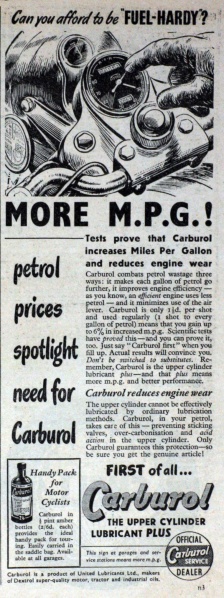 Can you afford to be "FUEL-HARDY"?
MORE M.P.G.!
petrol
prices
spotlight
need for
Carburol
Tests prove that Carburol
increases Miles Per Gallon
and reduces engine wear
Carburol combats petrol wastage three
ways: it makes each gallon of petrol go
further, it improves engine efficiency —
as you know, an efficient engine uses less
petrol — and it minimizes use of the air
lever. Carburol is only 1½d. per shot
and used regularly (1 shot to every
gallon of petrol) means that you gain up
to 6% in increased m.p.g. Scientific tests
have proved this — and you can prove it,
too. Just say "Carburol first" when you
fill up. Actual results will convince you.
Don't be misled to substitutes. Re-
member, Carburol is the upper cylinder
lubricant plus—and that plus means
more m.p.g. and better performance.
Carburol reduces engine wear
The upper cylinder cannot be effectively
lubricated by ordinary lubrication
methods. Carburol, in your petrol,
takes care of this — preventing sticking
valves, over-carbonisation and acid
action in the upper cylinder. Only
Carburol guarantees this protection—so
be sure you get the genuine article!
Handy Pack
for
Motor
Cyclists
Carburol in
1 pint amber
bottles (2/6d. each)
provides the ideal
handy pack for tour-
ing. Easily carried in
the saddle bag. Avail-
able at all garages.
FIRST of all...
Carburol
THE UPPER CYLINDER
LUBRICANT PLUS
This sign at garages and ser-
vice stations means more m.p.g.
OFFICIAL
Carburol
SERVICE
DEALER
Carburol is a product of United Lubricants Ltd., makers
of Dextrol super-quality motor, tractor and industrial oils.